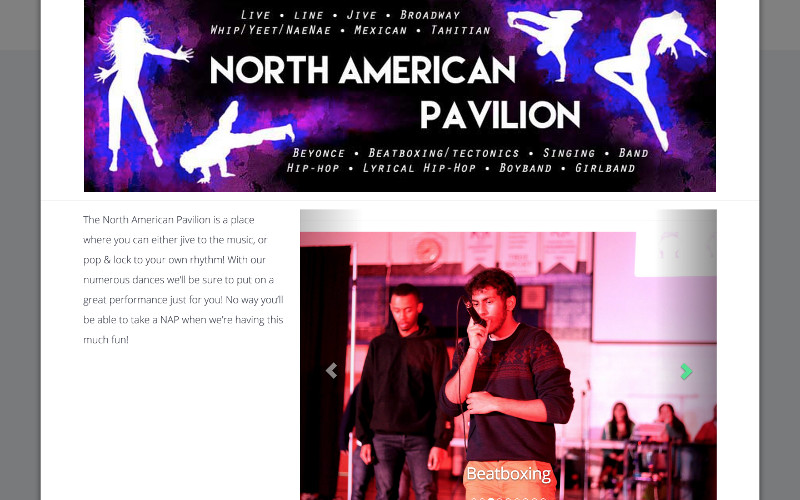 LIVE • LINE • JIVE • BROADWAY
WHIP/YEET/NAENAE • MEXICAN • TAHITIAN
NORTH AMERICAN
PAVILION
BEYONCE • BEATBOXING/TECTONICS • SINGING • BAND
HIP-HOP • LYRICAL HIP-HOP • BOYBAND • GIRLBAND
The North American Pavilion is a place
where you can either jive to the music, or
pop & lock to your own rhythm! With our
numerous dances we'll be sure to put on a
great performance just for you! No way you'll
be able to take a NAP when we're having this
much fun!
Beatboxing